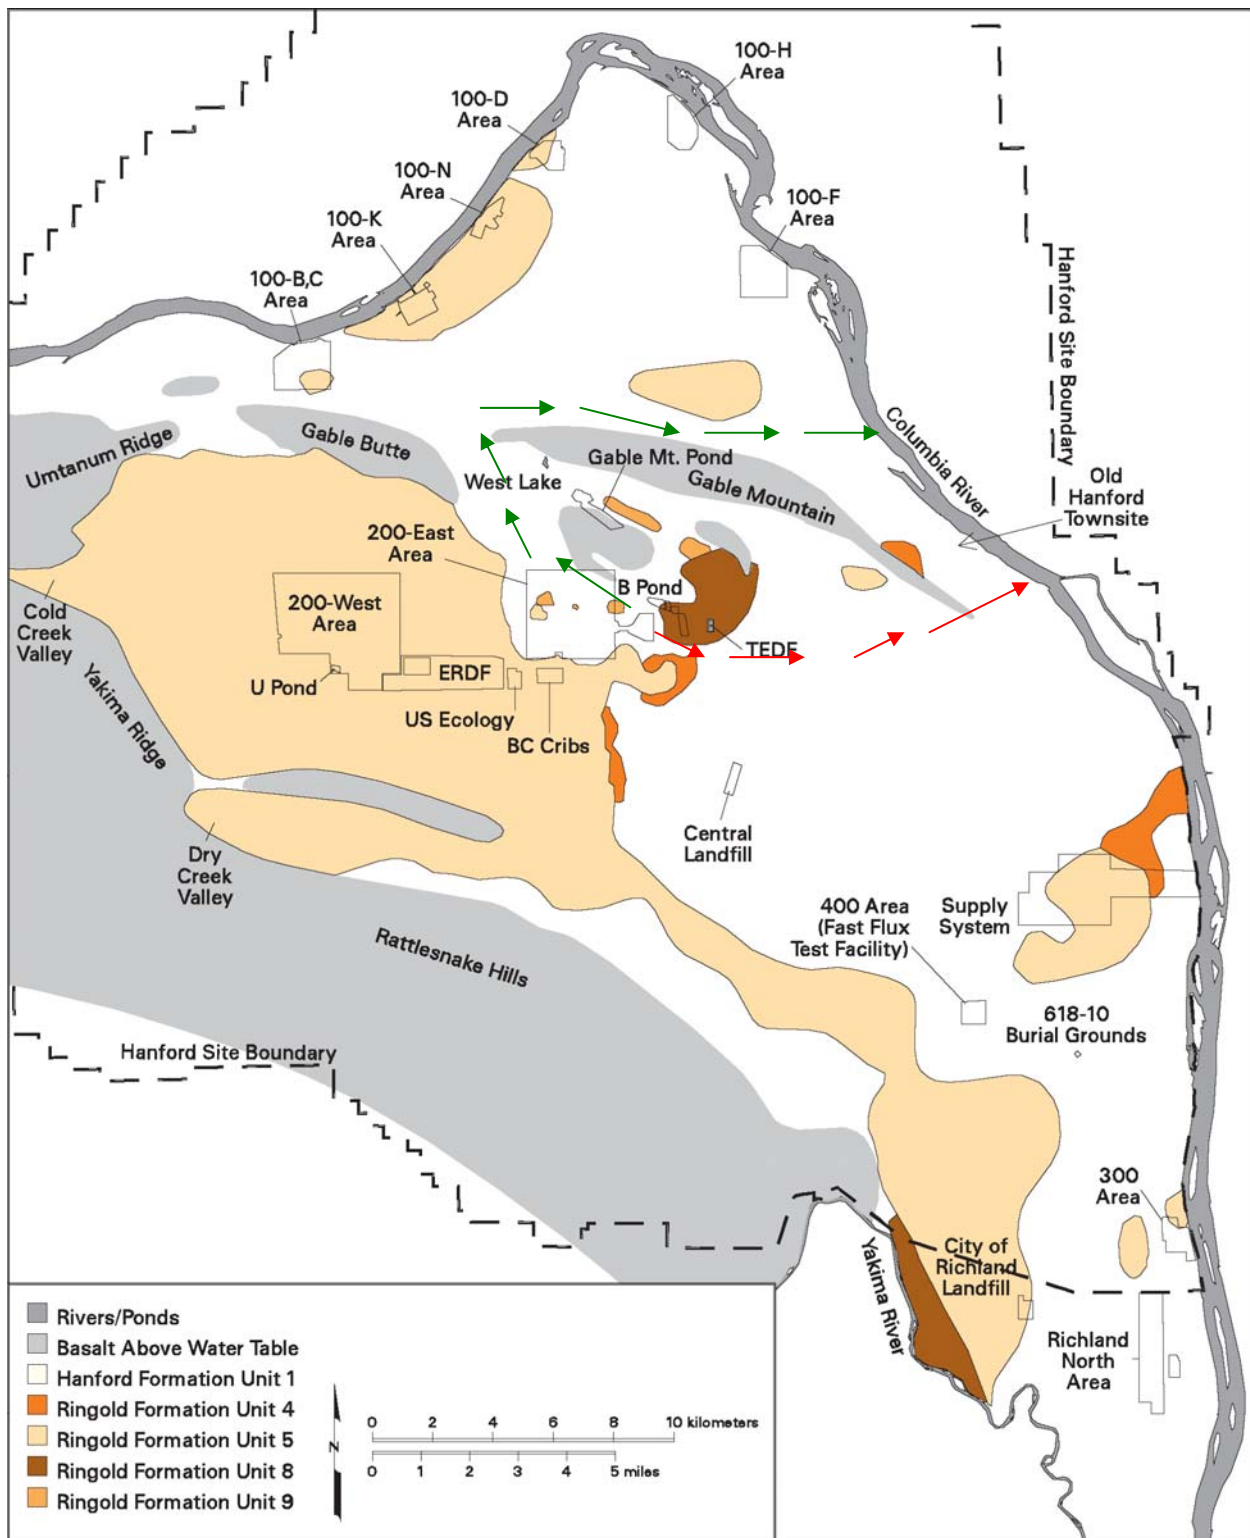 100-H
Area
100-D
Area
100-N
Area
100-F
Area
100-K
Area
100-B,C
Area
Hanford Site Boundary
Columbia River
Umtanum Ridge
Gable Butte
Gable Mt. Pond
West Lake
Gable Mountain
Old
Hanford
Townsite
200-East
Area
B Pond
200-West
Area
Cold
Creek
Valley
TEDF
ERDF
U Pond
US Ecology
BC Cribs
Yakima Ridge
Central
Landfill
Dry
Creek
Valley
400 Area
(Fast Flux
Test Facility)
Supply
System
Rattlesnake Hills
618-10
Burial Grounds
Hanford Site Boundary
300
Area
City of
Richland
Landfill
Yakima River
Richland
North
Area
Rivers/Ponds
Basalt Above Water Table
Hanford Formation Unit 1
Ringold Formation Unit 4
Ringold Formation Unit 5
Ringold Formation Unit 8
Ringold Formation Unit 9
N
0 2 4 6 8 10 kilometers
0 1 2 3 4 5 miles